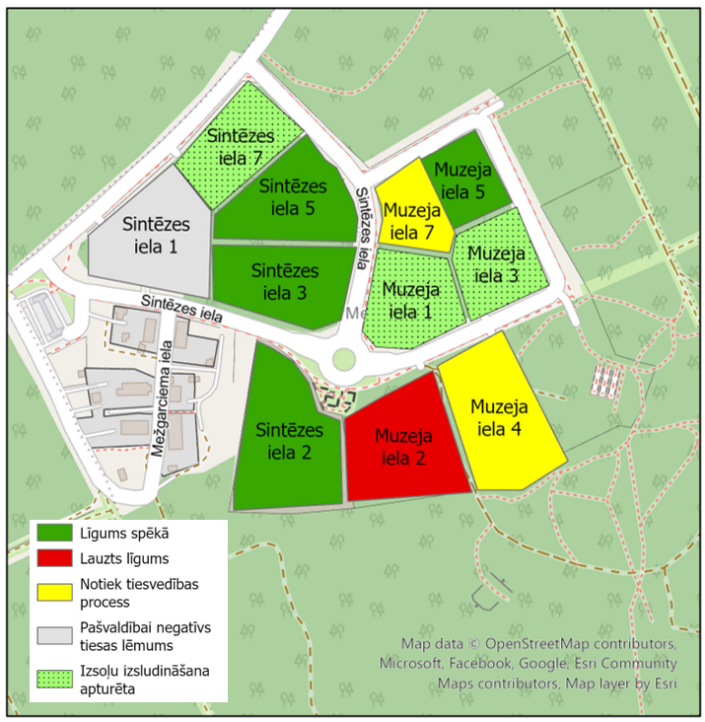 Sintēzes
iela 7
Sintēzes
iela 5
Muzeja
iela 5
Sintēzes
iela 1
Sintēzes iela
Muzeja
iela 7
Muzeja
iela 3
Sintēzes
iela 3
Muzeja
iela 1
Me
Sintēzes iela
Mežgarciema iela
Sintēzes
iela 2
Muzeja
iela 2
Muzeja
iela 4
Līgums spēkā
Lauzts līgums
Notiek tiesvedības
process
Pašvaldībai negatīvs
tiesas lēmums
Izsoļu izsludināšana
apturēta
Map data © OpenStreetMap contributors,
Microsoft, Facebook, Google, Esri Community
Maps contributors, Map layer by Esri